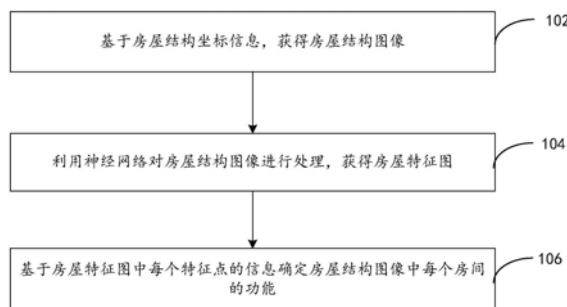 基于房屋结构坐标信息，获得房屋结构图像
102
利用神经网络对房屋结构图像进行处理，获得房屋特征图
104
基于房屋特征图中每个特征点的信息确定房屋结构图像中每个房间
的功能
106